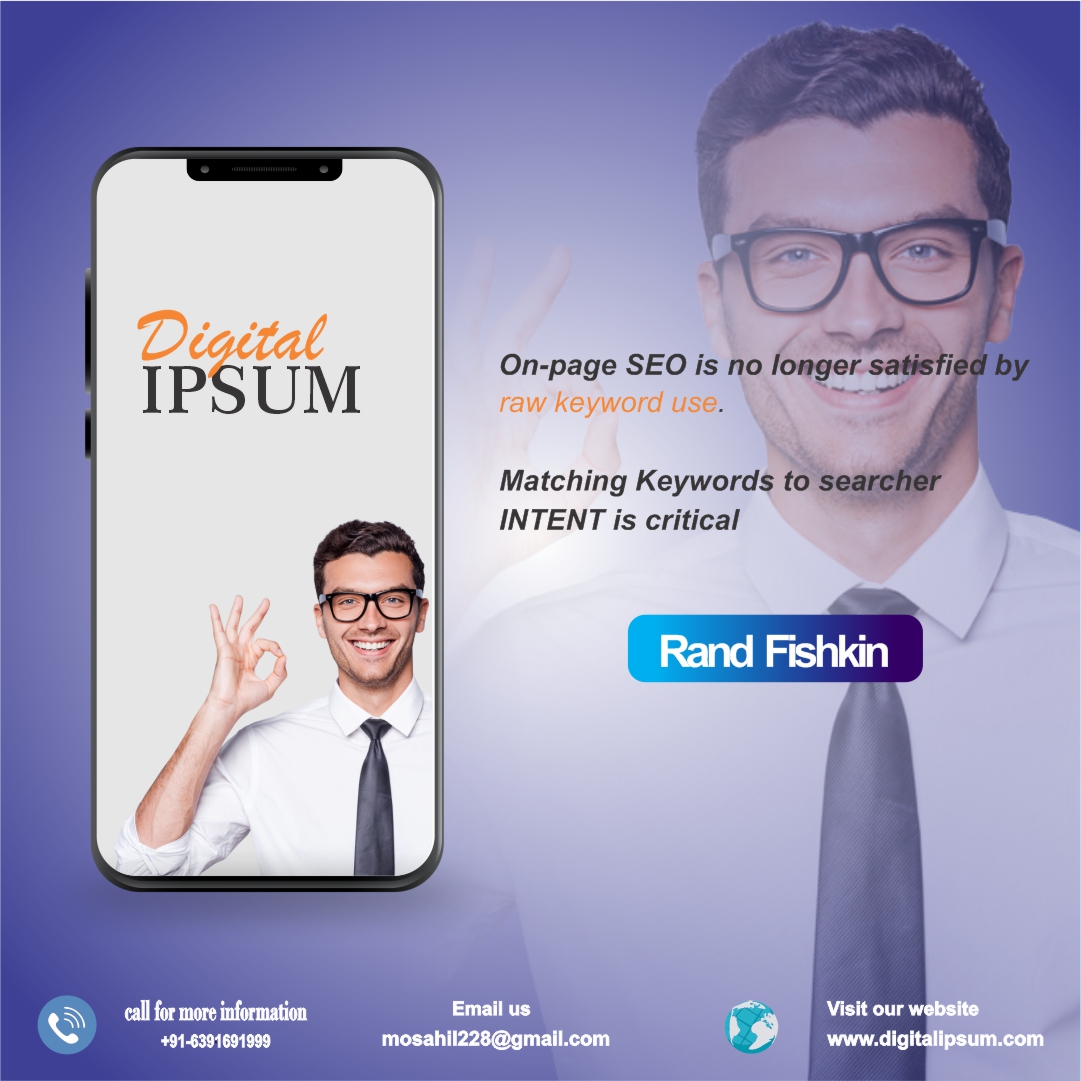 Digital
IPSUM
On-page SEO is no longer satisfied by
raw keyword use.
Matching Keywords to searcher
INTENT is critical
Rand Fishkin
call for more information
+91-6391691999
Email us
mosahil228@gmail.com
Visit our website
www.digitalipsum.com